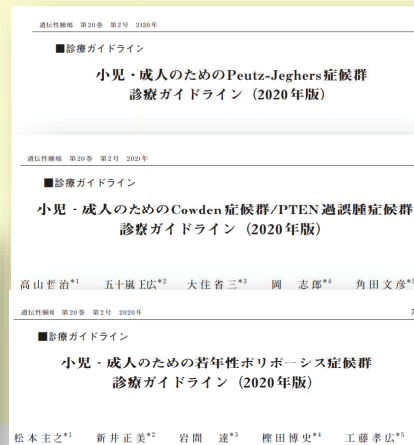 遺伝性腫瘍 第20巻 第2号 2020年
■診療ガイドライン
小児・成人のためのPeutz-Jeghers症候群
診療ガイドライン（2020年版）
遺伝性腫瘍 第20巻 第2号 2020年
■診療ガイドライン
小児・成人のためのCowden症候群/PTEN過誤腫症候群
診療ガイドライン（2020年版）
高山哲治*1 五十嵐正広*2 大住省三*3 岡 志郎*4 角田文彦*5
遺伝性腫瘍 第20巻 第2号 2020年
■診療ガイドライン
小児・成人のための若年性ポリポーシス症候群
診療ガイドライン（2020年版）
松本主之*1 新井正美*2 岩間 達*3 樫田博史*4 工藤孝広*5